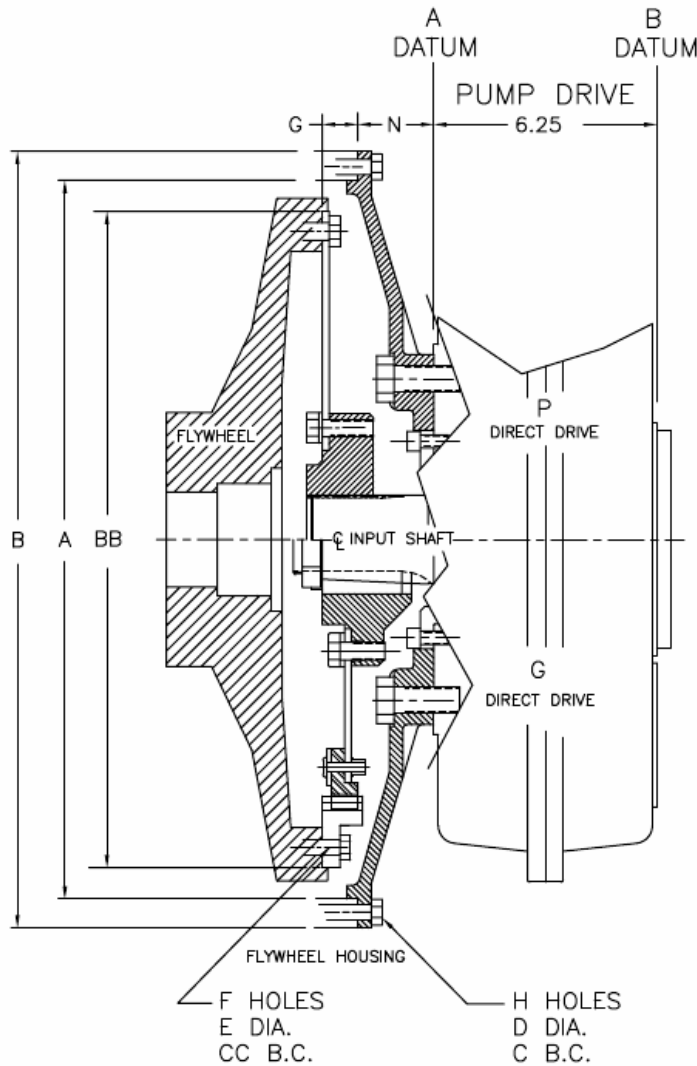 A
DATUM
B
DATUM
PUMP DRIVE
G
N
6.25
P
DIRECT DRIVE
FLYWHEEL
B
A
BB
℄ INPUT SHAFT
G
DIRECT DRIVE
FLYWHEEL HOUSING
F HOLES
E DIA.
CC B.C.
H HOLES
D DIA.
C B.C.